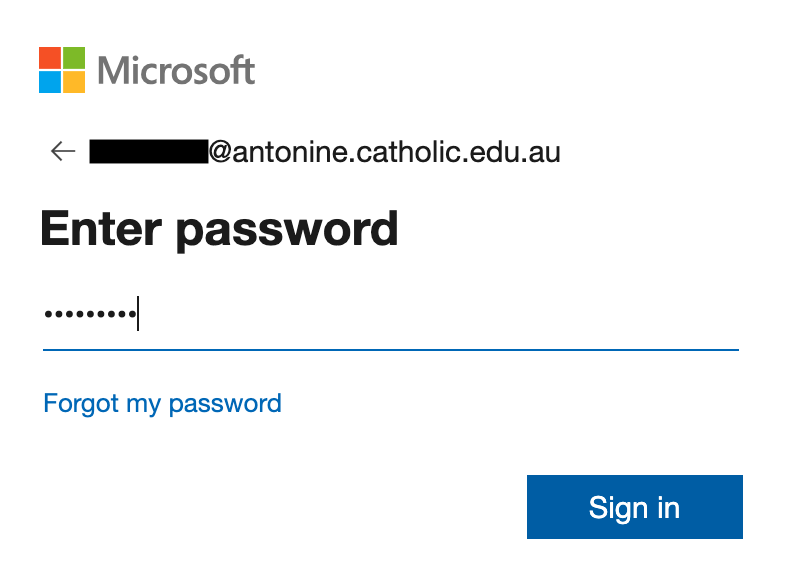 Microsoft
@antonine.catholic.edu.au
Enter password
Forgot my password
Sign in